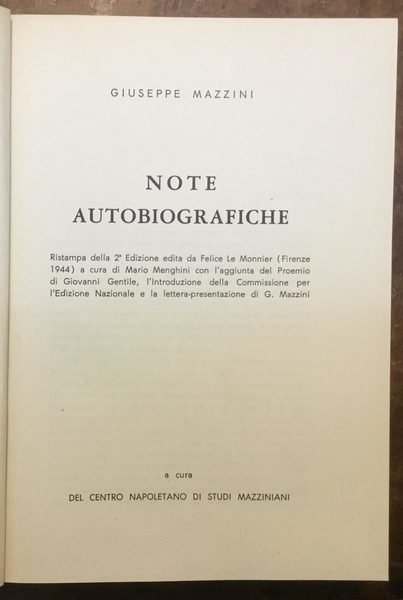 GIUSEPPE MAZZINI
NOTE
AUTOBIOGRAFICHE
Ristampa della 2ª Edizione edita da Felice Le Monnier (Firenze
1944) a cura di Mario Menghini con l'aggiunta del Proemio
di Giovanni Gentile, l'Introduzione della Commissione per
l'Edizione Nazionale e la lettera-presentazione di G. Mazzini
a cura
DEL CENTRO NAPOLETANO DI STUDI MAZZINIANI